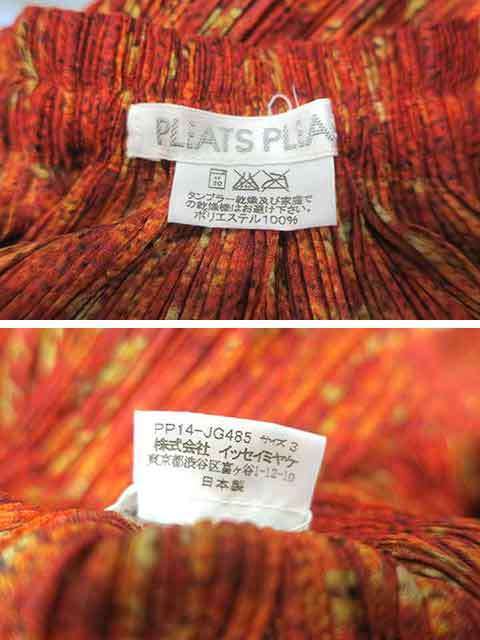 PLEATS PLEAS
タンブラー乾燥及び家庭で
の乾燥機はお避け下さい。
ポリエステル100%
PP14-JG485 サイズ 3
株式会社 イッセイミヤケ
東京都渋谷区富ヶ谷1-12-10
日本製